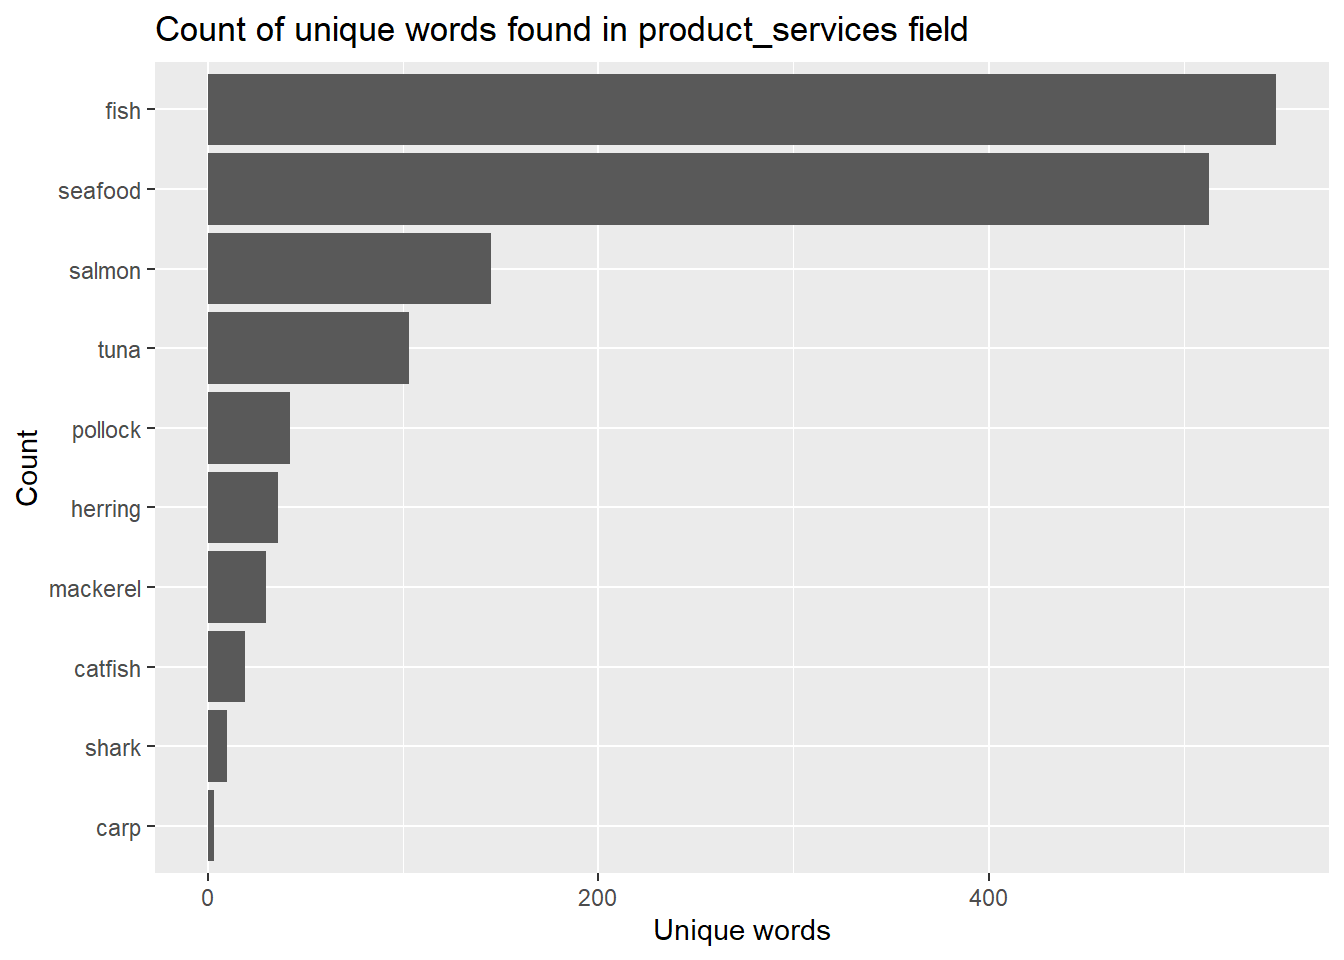 Count of unique words found in product_services field
fish
seafood
salmon
tuna
pollock
herring
mackerel
catfish
shark
carp
Count
0 200 400
Unique words